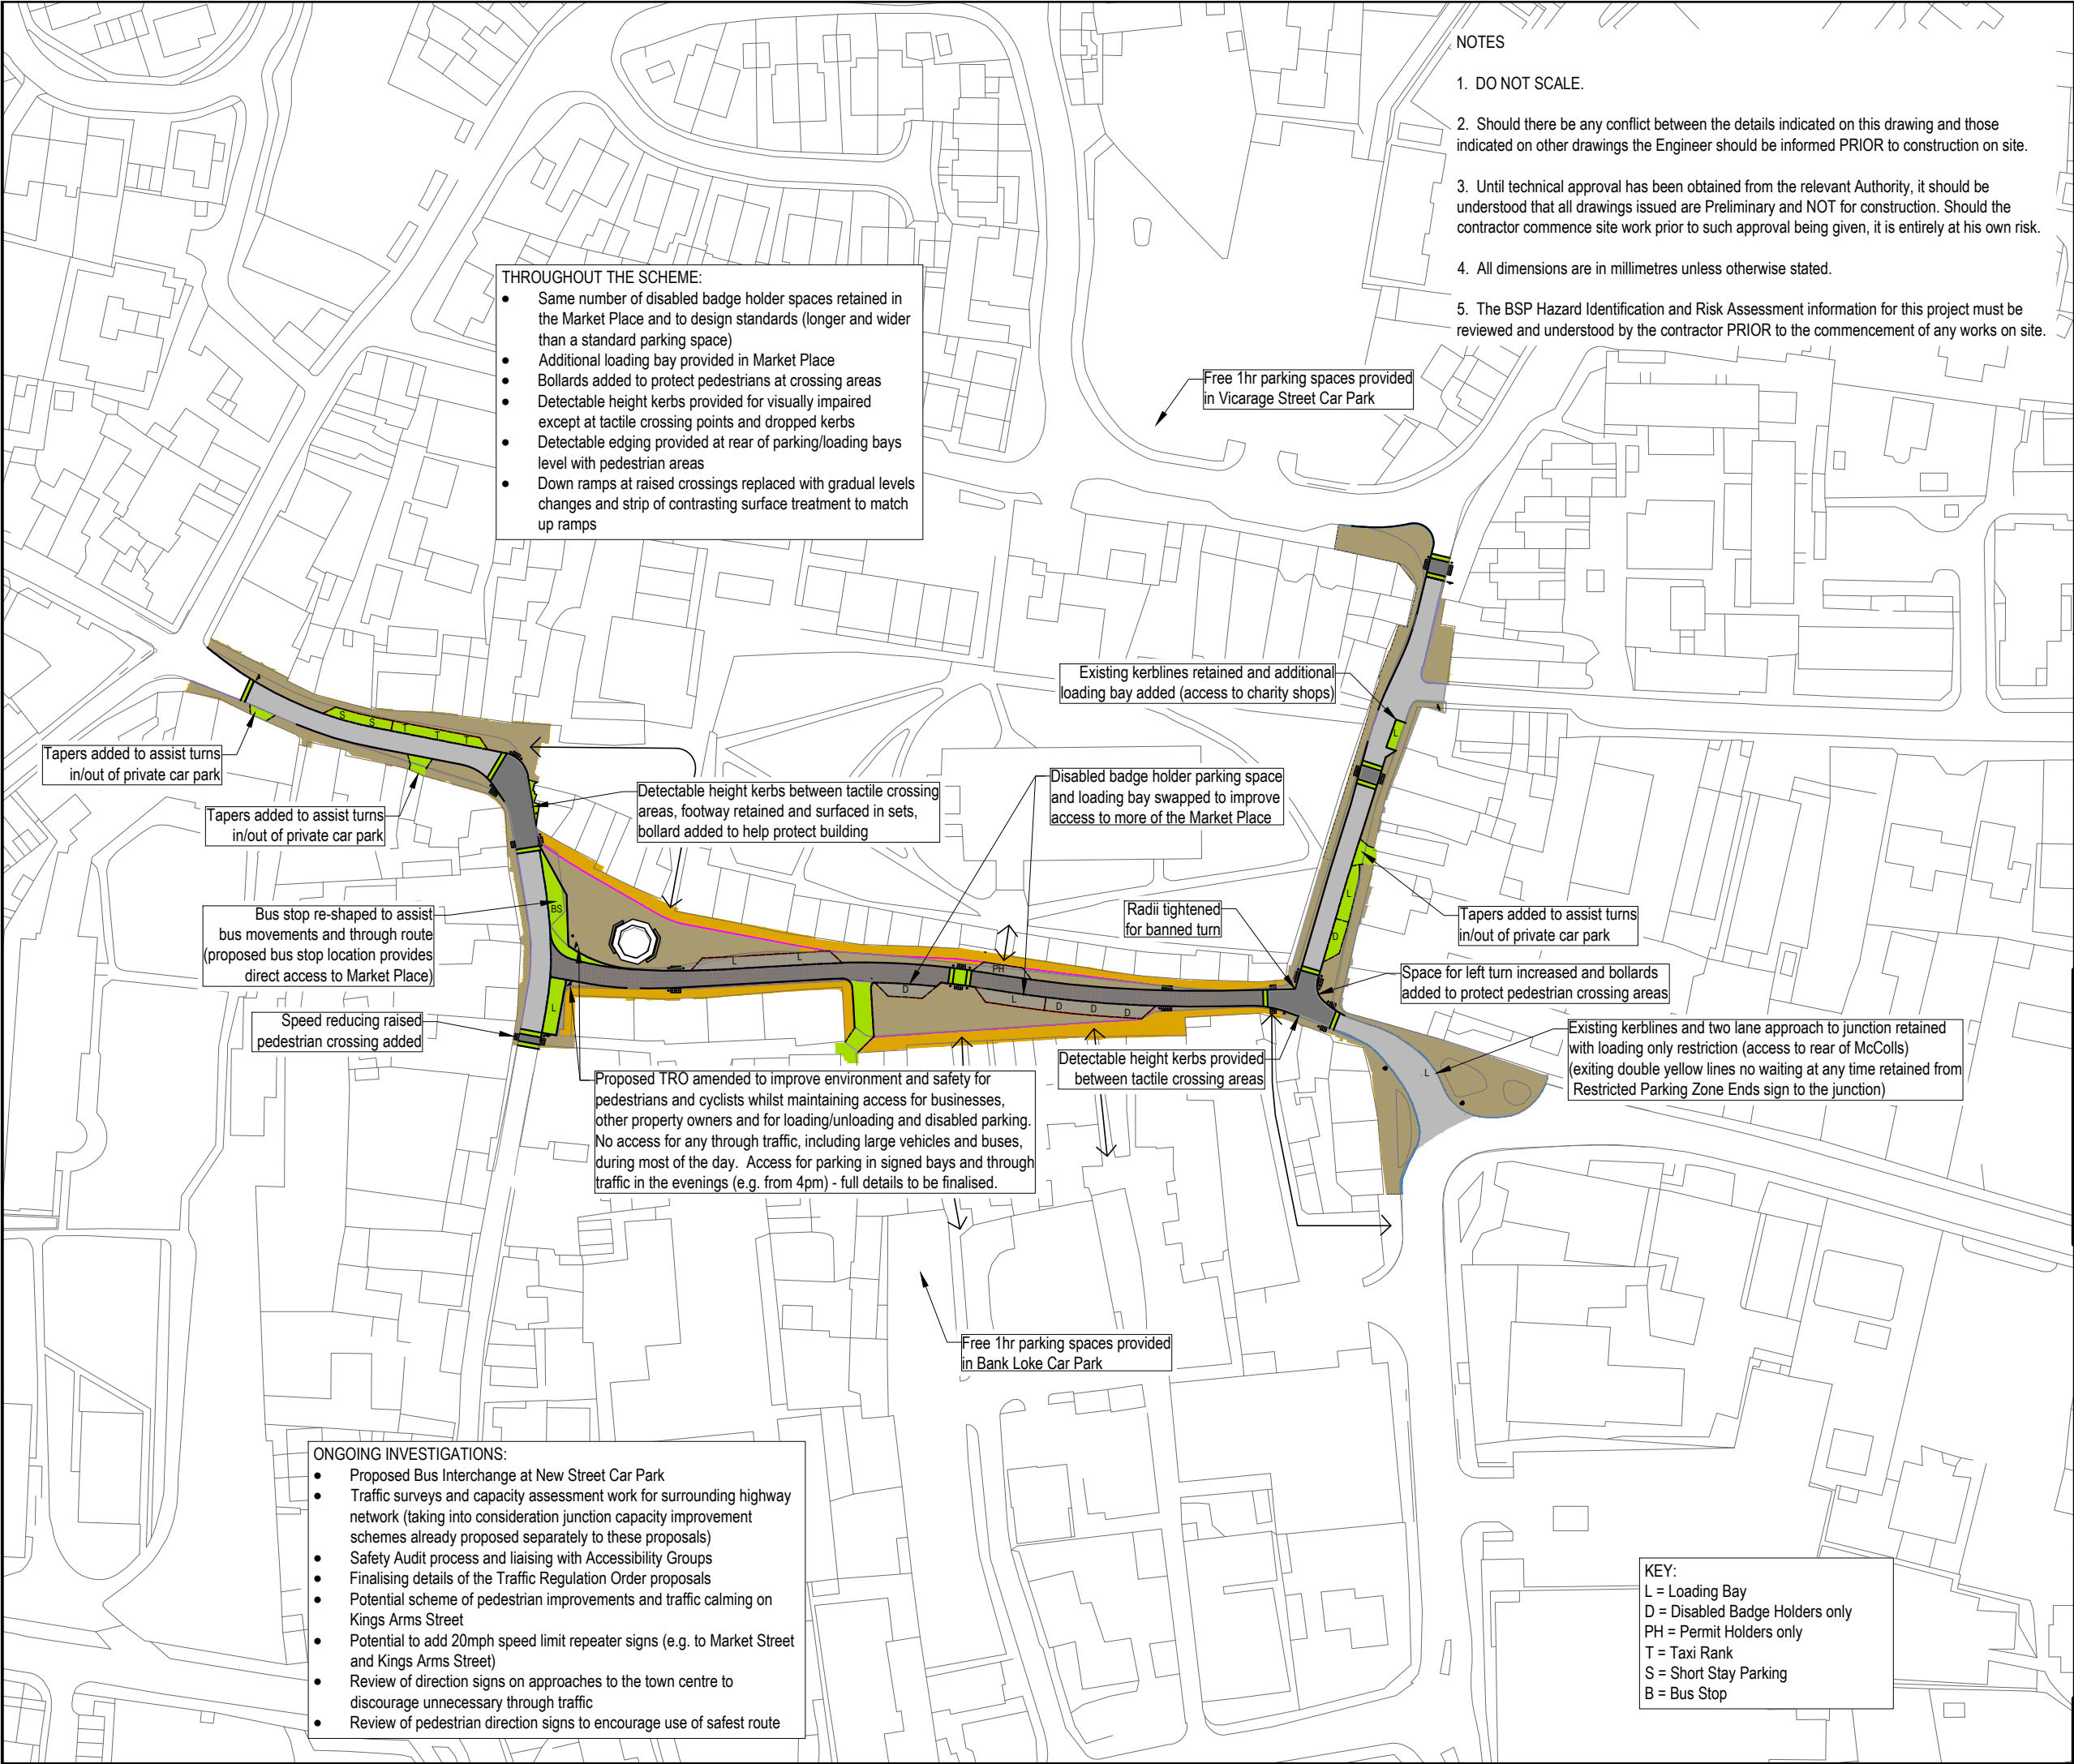 NOTES
1. DO NOT SCALE.
2. Should there be any conflict between the details indicated on this drawing and those
indicated on other drawings the Engineer should be informed PRIOR to construction on site.
3. Until technical approval has been obtained from the relevant Authority, it should be
understood that all drawings issued are Preliminary and NOT for construction. Should the
contractor commence site work prior to such approval being given, it is entirely at his own risk.
4. All dimensions are in millimetres unless otherwise stated.
5. The BSP Hazard Identification and Risk Assessment information for this project must be
reviewed and understood by the contractor PRIOR to the commencement of any works on site.
THROUGHOUT THE SCHEME:
• Same number of disabled badge holder spaces retained in
the Market Place and to design standards (longer and wider
than a standard parking space)
• Additional loading bay provided in Market Place
• Bollards added to protect pedestrians at crossing areas
• Detectable height kerbs provided for visually impaired
except at tactile crossing points and dropped kerbs
• Detectable edging provided at rear of parking/loading bays
level with pedestrian areas
• Down ramps at raised crossings replaced with gradual levels
changes and strip of contrasting surface treatment to match
up ramps
Free 1hr parking spaces provided
in Vicarage Street Car Park
Existing kerblines retained and additional
loading bay added (access to charity shops)
L
S
S
T
T
T
Tapers added to assist turns
in/out of private car park
Tapers added to assist turns
in/out of private car park
Detectable height kerbs between tactile crossing
areas, footway retained and surfaced in sets,
bollard added to help protect building
Disabled badge holder parking space
and loading bay swapped to improve
access to more of the Market Place
L
D
Tapers added to assist turns
in/out of private car park
Radii tightened
for banned turn
Bus stop re-shaped to assist
bus movements and through route
(proposed bus stop location provides
direct access to Market Place)
BS
L
L
PH
D
L
D
D
D
L
Space for left turn increased and bollards
added to protect pedestrian crossing areas
Speed reducing raised
pedestrian crossing added
Existing kerblines and two lane approach to junction retained
with loading only restriction (access to rear of McColls)
(exiting double yellow lines no waiting at any time retained from
Restricted Parking Zone Ends sign to the junction)
L
Detectable height kerbs provided
between tactile crossing areas
Proposed TRO amended to improve environment and safety for
pedestrians and cyclists whilst maintaining access for businesses,
other property owners and for loading/unloading and disabled parking.
No access for any through traffic, including large vehicles and buses,
during most of the day. Access for parking in signed bays and through
traffic in the evenings (e.g. from 4pm) - full details to be finalised.
Free 1hr parking spaces provided
in Bank Loke Car Park
ONGOING INVESTIGATIONS:
• Proposed Bus Interchange at New Street Car Park
• Traffic surveys and capacity assessment work for surrounding highway
network (taking into consideration junction capacity improvement
schemes already proposed separately to these proposals)
• Safety Audit process and liaising with Accessibility Groups
• Finalising details of the Traffic Regulation Order proposals
• Potential scheme of pedestrian improvements and traffic calming on
Kings Arms Street
• Potential to add 20mph speed limit repeater signs (e.g. to Market Street
and Kings Arms Street)
• Review of direction signs on approaches to the town centre to
discourage unnecessary through traffic
• Review of pedestrian direction signs to encourage use of safest route
KEY:
L = Loading Bay
D = Disabled Badge Holders only
PH = Permit Holders only
T = Taxi Rank
S = Short Stay Parking
B = Bus Stop